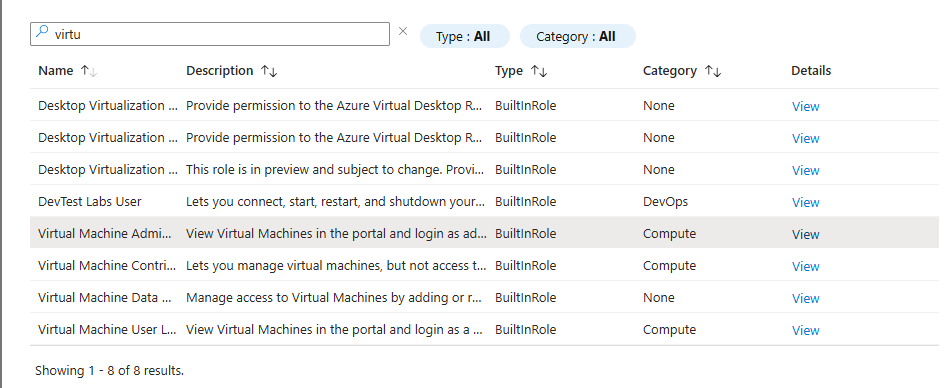 virtu
Type : All
Category : All
Name Description Type Category Details
Desktop Virtualization ... Provide permission to the Azure Virtual Desktop R... BuiltInRole None View
Desktop Virtualization ... Provide permission to the Azure Virtual Desktop R... BuiltInRole None View
Desktop Virtualization ... This role is in preview and subject to change. Provi... BuiltInRole None View
DevTest Labs User Lets you connect, start, restart, and shutdown your... BuiltInRole DevOps View
Virtual Machine Admi... View Virtual Machines in the portal and login as ad... BuiltInRole Compute View
Virtual Machine Contri... Lets you manage virtual machines, but not access t... BuiltInRole Compute View
Virtual Machine Data ... Manage access to Virtual Machines by adding or r... BuiltInRole None View
Virtual Machine User L... View Virtual Machines in the portal and login as a ... BuiltInRole Compute View
Showing 1 - 8 of 8 results.